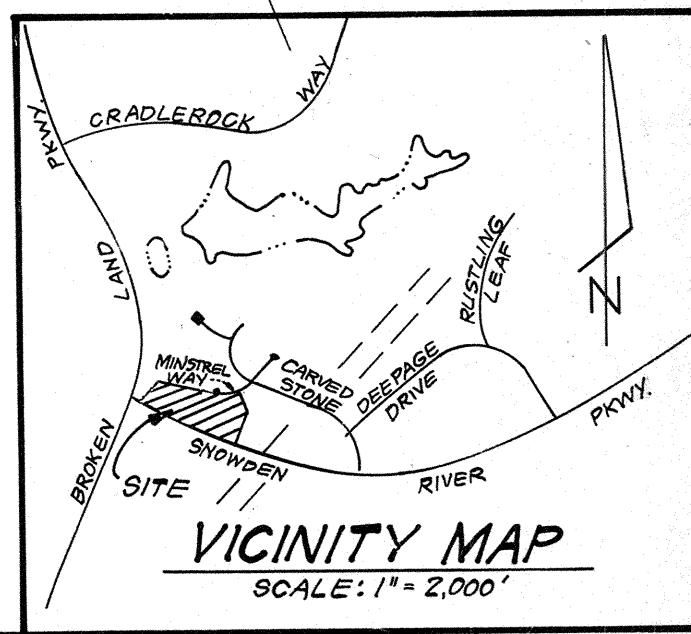 CRADLEROCK WAY
BROKEN LAND PKWY.
RUSTLING
LEAF
N
MINSTREL
WAY
CARVED
STONE
DEEPAGE
DRIVE
SNOWDEN RIVER PKWY.
SITE
VICINITY MAP
SCALE: 1" = 2,000'